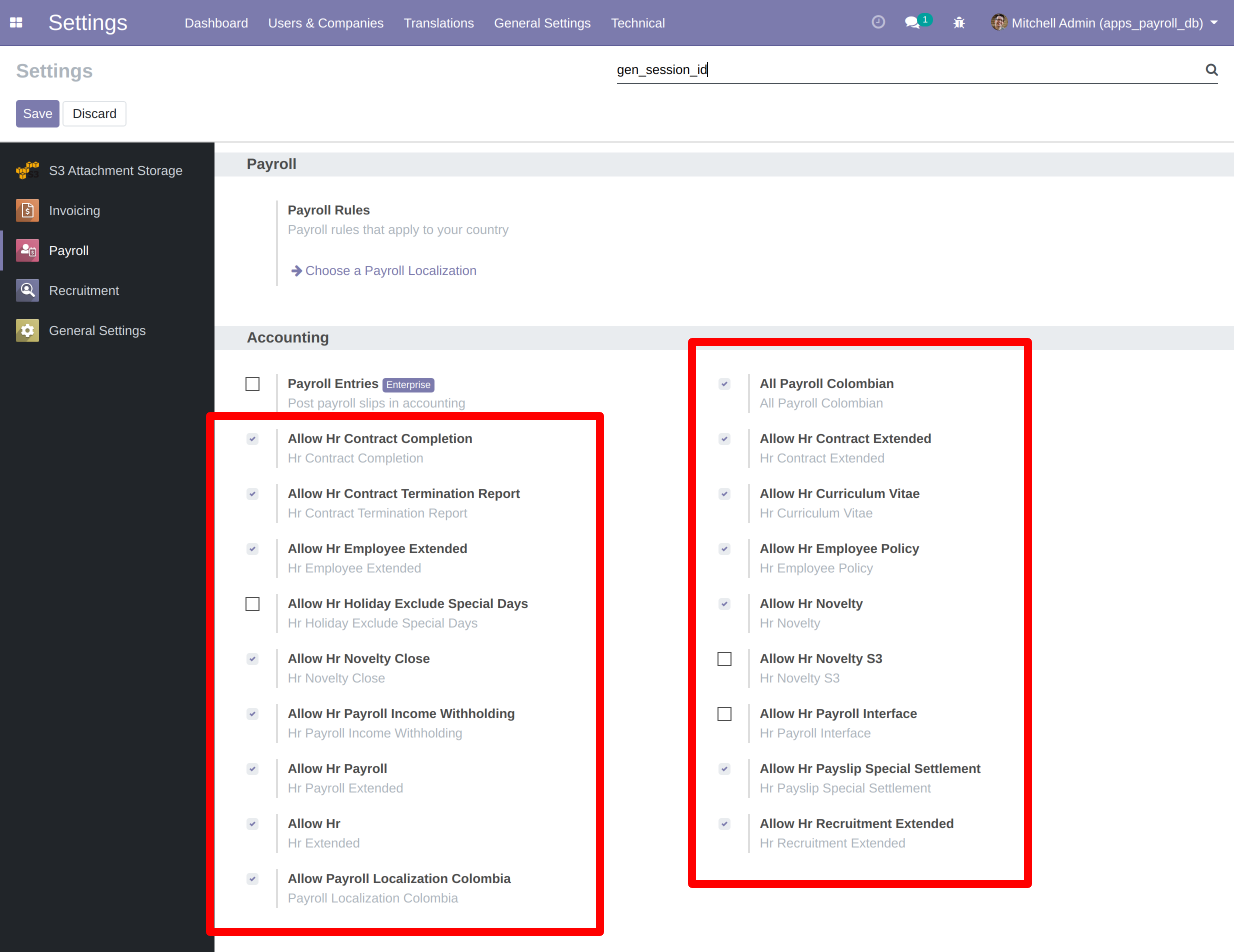 Settings Dashboard Users & Companies Translations General Settings Technical 1 Mitchell Admin (apps_payroll_db)
Settings gen_session_id
Save Discard
S3 Attachment Storage
Invoicing
Payroll
Recruitment
General Settings
Payroll
Payroll Rules
Payroll rules that apply to your country
Choose a Payroll Localization
Accounting
Payroll Entries Enterprise
Post payroll slips in accounting
All Payroll Colombian
All Payroll Colombian
Allow Hr Contract Completion
Hr Contract Completion
Allow Hr Contract Extended
Hr Contract Extended
Allow Hr Contract Termination Report
Hr Contract Termination Report
Allow Hr Curriculum Vitae
Hr Curriculum Vitae
Allow Hr Employee Extended
Hr Employee Extended
Allow Hr Employee Policy
Hr Employee Policy
Allow Hr Holiday Exclude Special Days
Hr Holiday Exclude Special Days
Allow Hr Novelty
Hr Novelty
Allow Hr Novelty Close
Hr Novelty Close
Allow Hr Novelty S3
Hr Novelty S3
Allow Hr Payroll Income Withholding
Hr Payroll Income Withholding
Allow Hr Payroll Interface
Hr Payroll Interface
Allow Hr Payroll
Hr Payroll Extended
Allow Hr Payslip Special Settlement
Hr Payslip Special Settlement
Allow Hr
Hr Extended
Allow Hr Recruitment Extended
Hr Recruitment Extended
Allow Payroll Localization Colombia
Payroll Localization Colombia